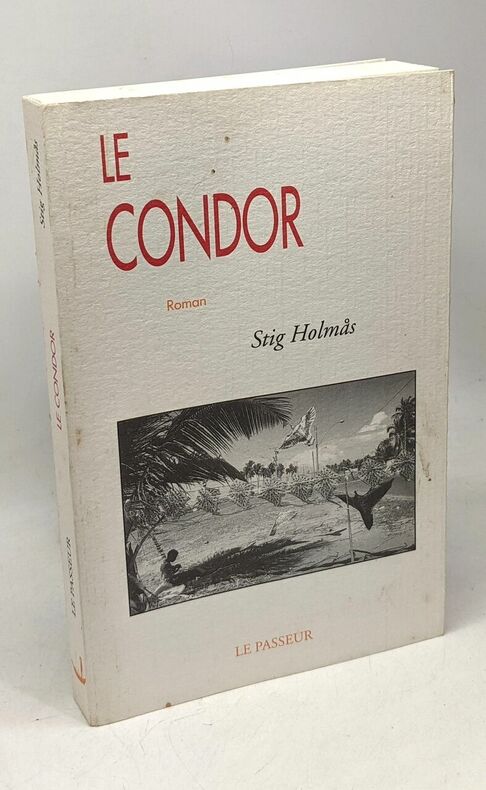 LE
CONDOR
Roman
Stig Holmås
LE PASSEUR
Stig Holmås
LE CONDOR
LE PASSEUR